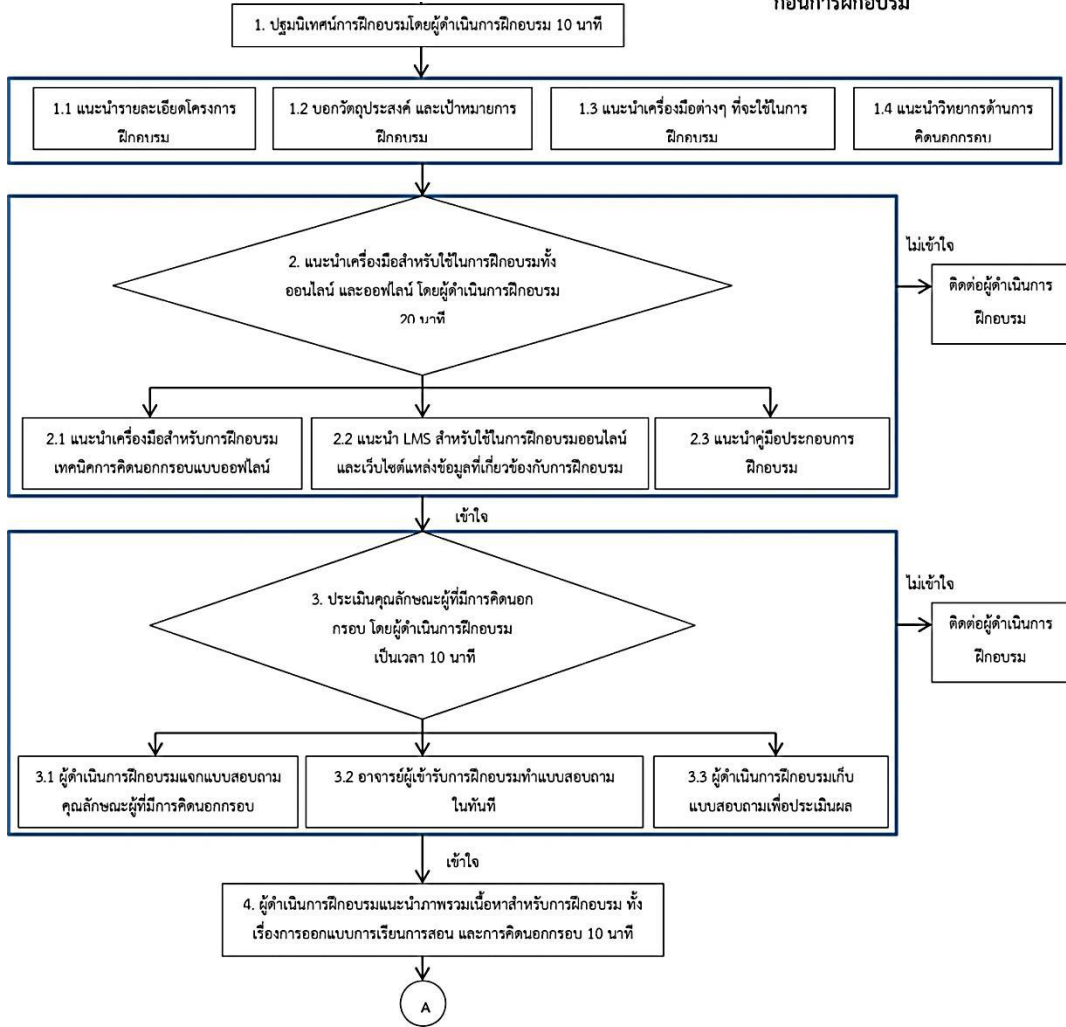 ก่อนการฝึกอบรม
1. ปฐมนิเทศน์การฝึกอบรมโดยผู้ดำเนินการฝึกอบรม 10 นาที
1.1 แนะนำรายละเอียดโครงการ
ฝึกอบรม
1.2 บอกวัตถุประสงค์ และเป้าหมายการ
ฝึกอบรม
1.3 แนะนำเครื่องมือต่างๆ ที่จะใช้ในการ
ฝึกอบรม
1.4 แนะนำวิทยากรด้านการ
คิดนอกกรอบ
2. แนะนำเครื่องมือสำหรับใช้ในการฝึกอบรมทั้ง
ออนไลน์ และออฟไลน์ โดยผู้ดำเนินการฝึกอบรม
20 นาที
ไม่เข้าใจ
ติดต่อผู้ดำเนินการ
ฝึกอบรม
2.1 แนะนำเครื่องมือสำหรับการฝึกอบรม
เทคนิคการคิดนอกกรอบแบบออฟไลน์
2.2 แนะนำ LMS สำหรับใช้ในการฝึกอบรมออนไลน์
และเว็บไซต์แหล่งข้อมูลที่เกี่ยวข้องกับการฝึกอบรม
2.3 แนะนำคู่มือประกอบการ
ฝึกอบรม
เข้าใจ
3. ประเมินคุณลักษณะผู้ที่มีการคิดนอก
กรอบ โดยผู้ดำเนินการฝึกอบรม
เป็นเวลา 10 นาที
ไม่เข้าใจ
ติดต่อผู้ดำเนินการ
ฝึกอบรม
3.1 ผู้ดำเนินการฝึกอบรมแจกแบบสอบถาม
คุณลักษณะผู้ที่มีการคิดนอกกรอบ
3.2 อาจารย์ผู้เข้ารับการฝึกอบรมทำแบบสอบถาม
ในทันที
3.3 ผู้ดำเนินการฝึกอบรมเก็บ
แบบสอบถามเพื่อประเมินผล
เข้าใจ
4. ผู้ดำเนินการฝึกอบรมแนะนำภาพรวมเนื้อหาสำหรับการฝึกอบรม ทั้ง
เรื่องการออกแบบการเรียนการสอน และการคิดนอกกรอบ 10 นาที
A